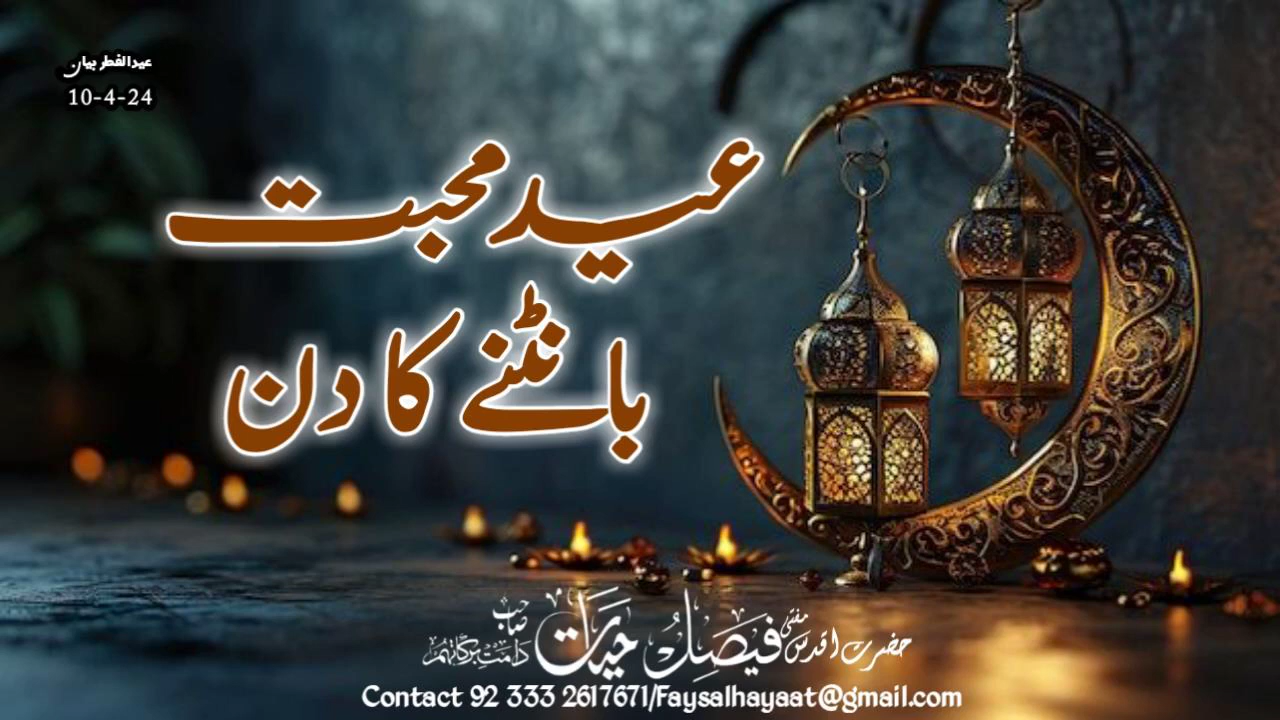 عیدالفطر بیان
10-4-24
عید محبت
بانٹنے کا دن
حضرت اقدس مفتی فیصل حیات صاحب دامت برکاتہم
Contact 92 333 2617671/Faysalhayaat@gmail.com